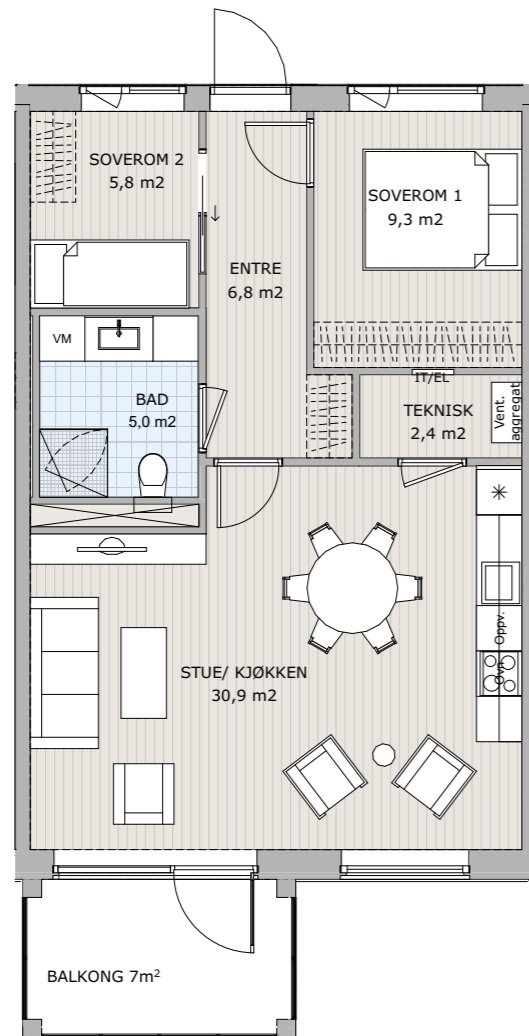 SOVEROM 2
5,8 m2
SOVEROM 1
9,3 m2
ENTRE
6,8 m2
VM
BAD
5,0 m2
IT/EL
TEKNISK
2,4 m2
Vent.
aggregat
Oppv.
Ovn
STUE/ KJØKKEN
30,9 m2
BALKONG 7m²